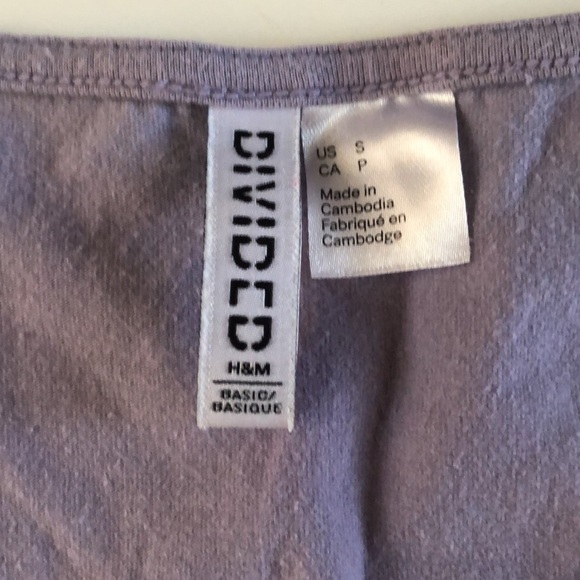 DIVIDED
H&M
BASIC/
BASIQUE
US S
CA P
Made in
Cambodia
Fabriqué en
Cambodge